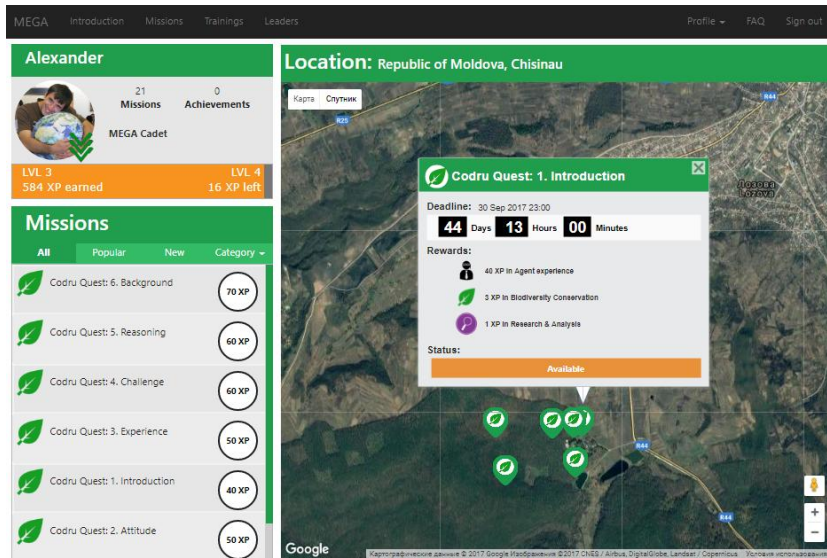 MEGA Introduction Missions Trainings Leaders Profile FAQ Sign out
Alexander
21 0
Missions Achievements
MEGA Cadet
LVL 3 LVL 4
584 XP earned 16 XP left
Missions
All Popular New Category
Codru Quest: 6. Background
70 XP
Codru Quest: 5. Reasoning
60 XP
Codru Quest: 4. Challenge
60 XP
Codru Quest: 3. Experience
50 XP
Codru Quest: 1. Introduction
40 XP
Codru Quest: 2. Attitude
50 XP
Location: Republic of Moldova, Chisinau
Карта Спутник
R44
R25
Лозова
Lozova
Codru Quest: 1. Introduction
Deadline: 30 Sep 2017 23:00
44 Days 13 Hours 00 Minutes
Rewards:
40 XP in Agent experience
3 XP in Biodiversity Conservation
1 XP in Research & Analysis
Status:
Available
R44
R44
+
−
Google
Картографические данные © 2017 Google Изображения ©2017 CNES / Airbus, DigitalGlobe, Landsat / Copernicus Условия использования